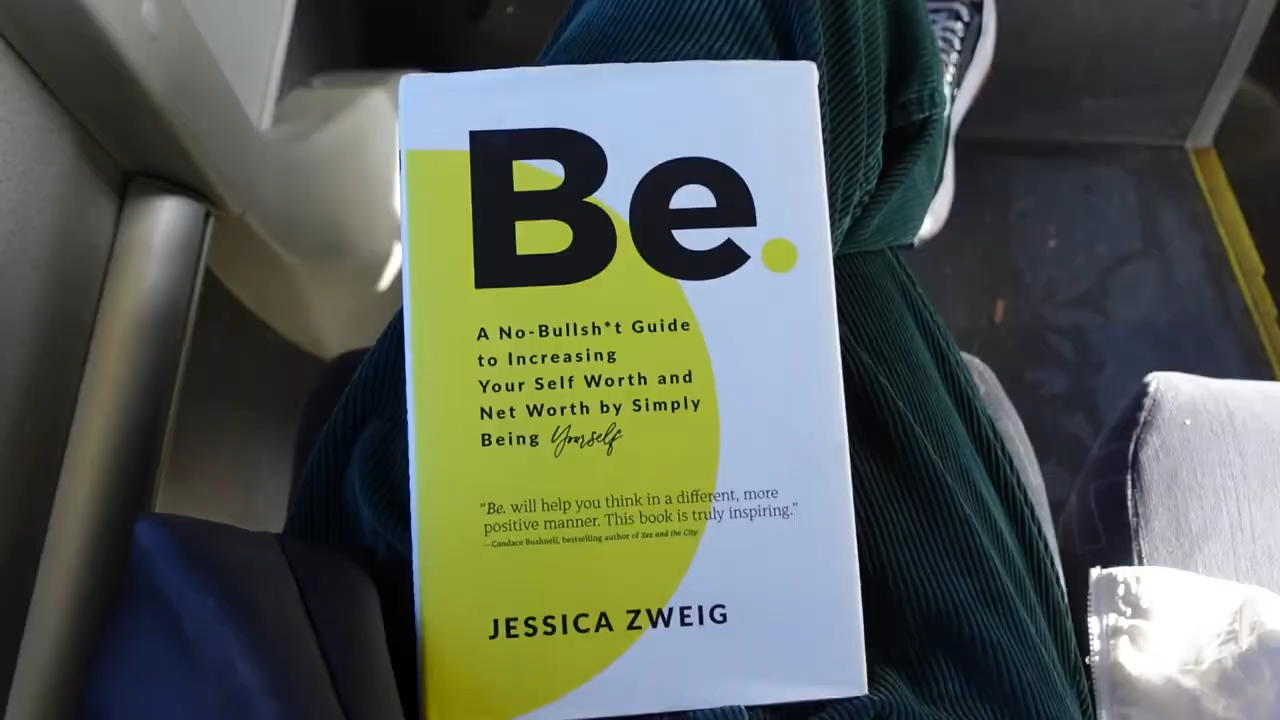 Be.
A No-Bullsh*t Guide
to Increasing
Your Self Worth and
Net Worth by Simply
Being Yourself
“Be. will help you think in a different, more
positive manner. This book is truly inspiring.”
—Candace Bushnell, bestselling author of Sex and the City
JESSICA ZWEIG